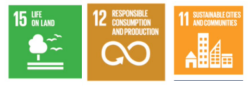 15 LIFE
ON LAND
12 RESPONSIBLE
CONSUMPTION
AND PRODUCTION
11 SUSTAINABLE CITIES
AND COMMUNITIES